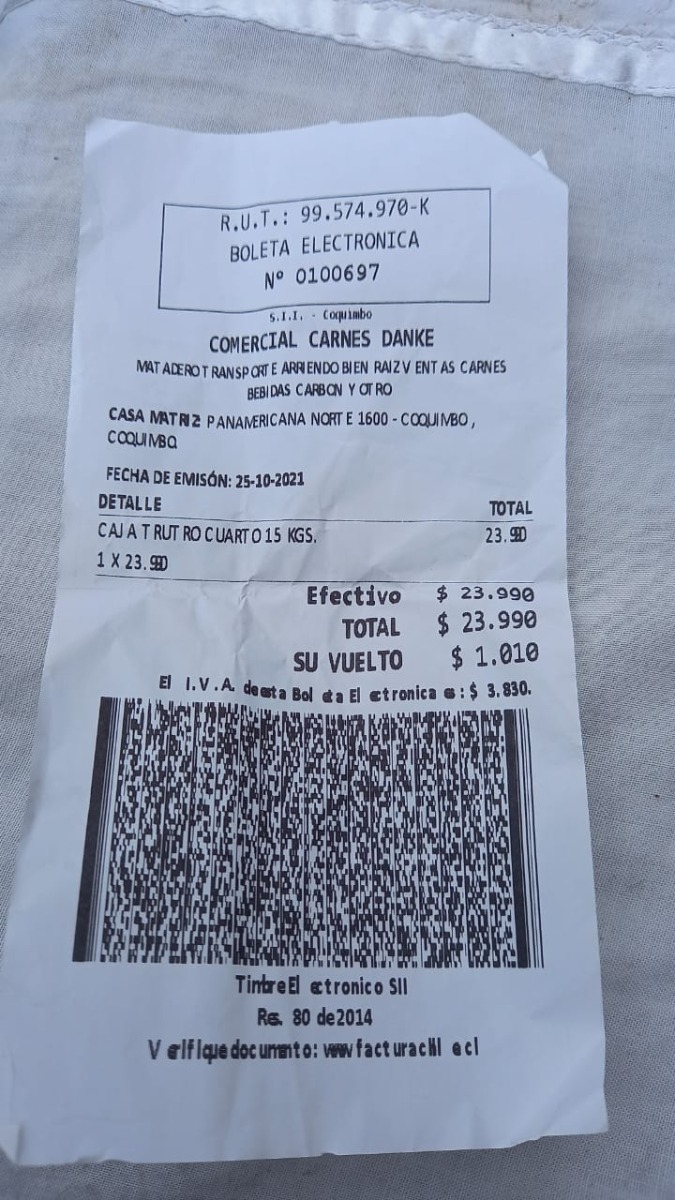 R.U.T.: 99.574.970-K
BOLETA ELECTRONICA
Nº 0100697
S.I.I. - Coquimbo
COMERCIAL CARNES DANKE
MATADERO TRANSPORTE ARRIENDO BIEN RAIZ VENTAS CARNES
BEBIDAS CARBON Y OTRO
CASA MATRIZ PANAMERICANA NORTE 1600 - COQUIMBO,
COQUIMBO
FECHA DE EMISÓN: 25-10-2021
DETALLE TOTAL
CAJA TRUTRO CUARTO 15 KGS. 23.990
1 X 23.990
Efectivo $ 23.990
TOTAL $ 23.990
SU VUELTO $ 1.010
El I.V.A. de esta Boleta Electronica es: $ 3.830.
Timbre Electronico SII
Res. 80 de 2014
Verifique documento: www.facturachile.cl